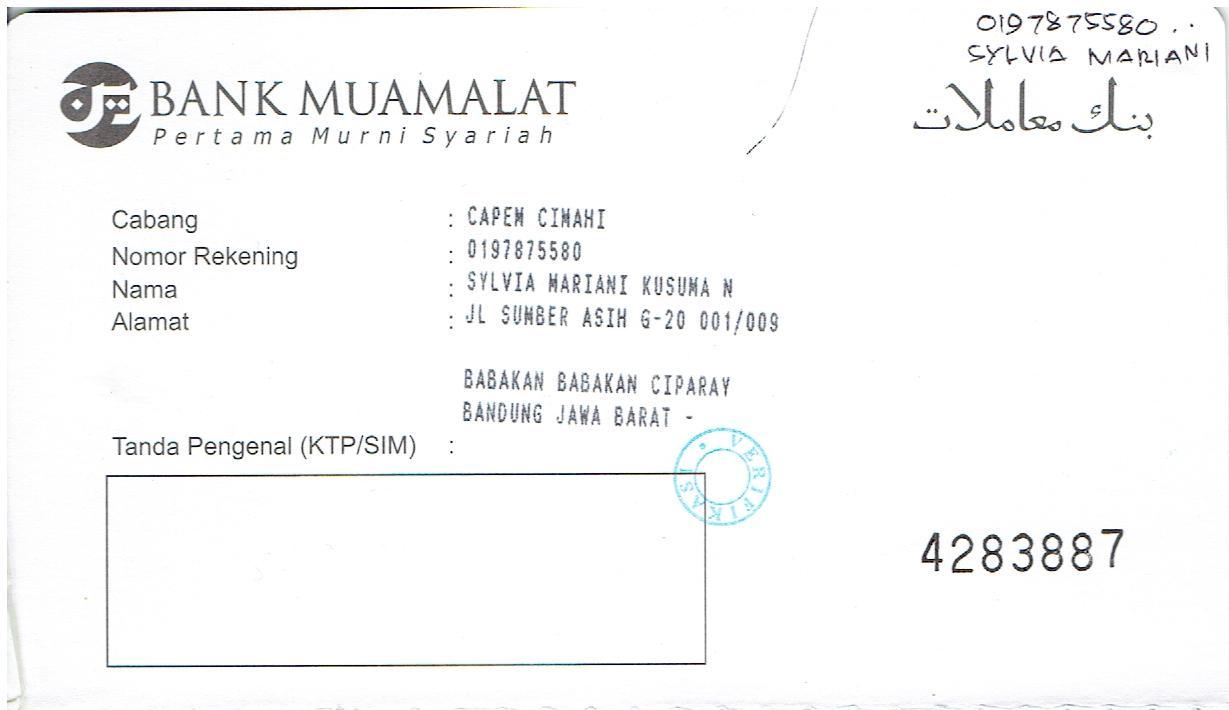 0197875580 . .
SYLVIA MARIANI
BANK MUAMALAT
Pertama Murni Syariah
بنك معاملات
Cabang : CAPEM CIMAHI
Nomor Rekening : 0197875580
Nama : SYLVIA MARIANI KUSUMA N
Alamat : JL SUMBER ASIH G-20 001/009
BABAKAN BABAKAN CIPARAY
BANDUNG JAWA BARAT -
Tanda Pengenal (KTP/SIM) :
VERIFIKASI
4283887